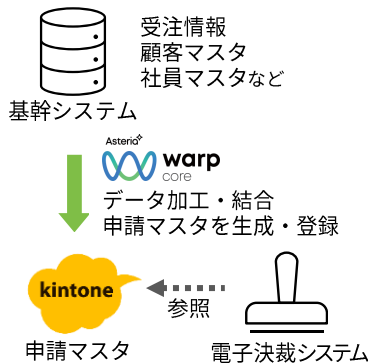 受注情報
顧客マスタ
社員マスタなど
基幹システム
Asteria
warp
core
データ加工・結合
申請マスタを生成・登録
kintone
参照
申請マスタ
電子決裁システム